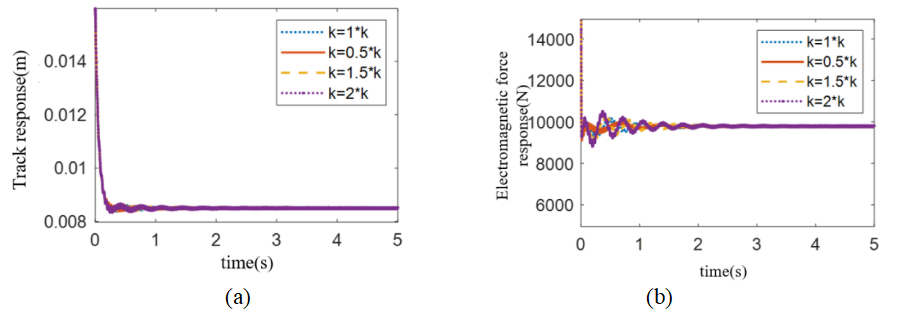 0.014
0.012
0.01
0.008
Track response(m)
k=1*k
k=0.5*k
k=1.5*k
k=2*k
0 1 2 3 4 5
time(s)
(a)
14000
12000
10000
8000
6000
Electromagnetic force
response(N)
k=1*k
k=0.5*k
k=1.5*k
k=2*k
0 1 2 3 4 5
time(s)
(b)